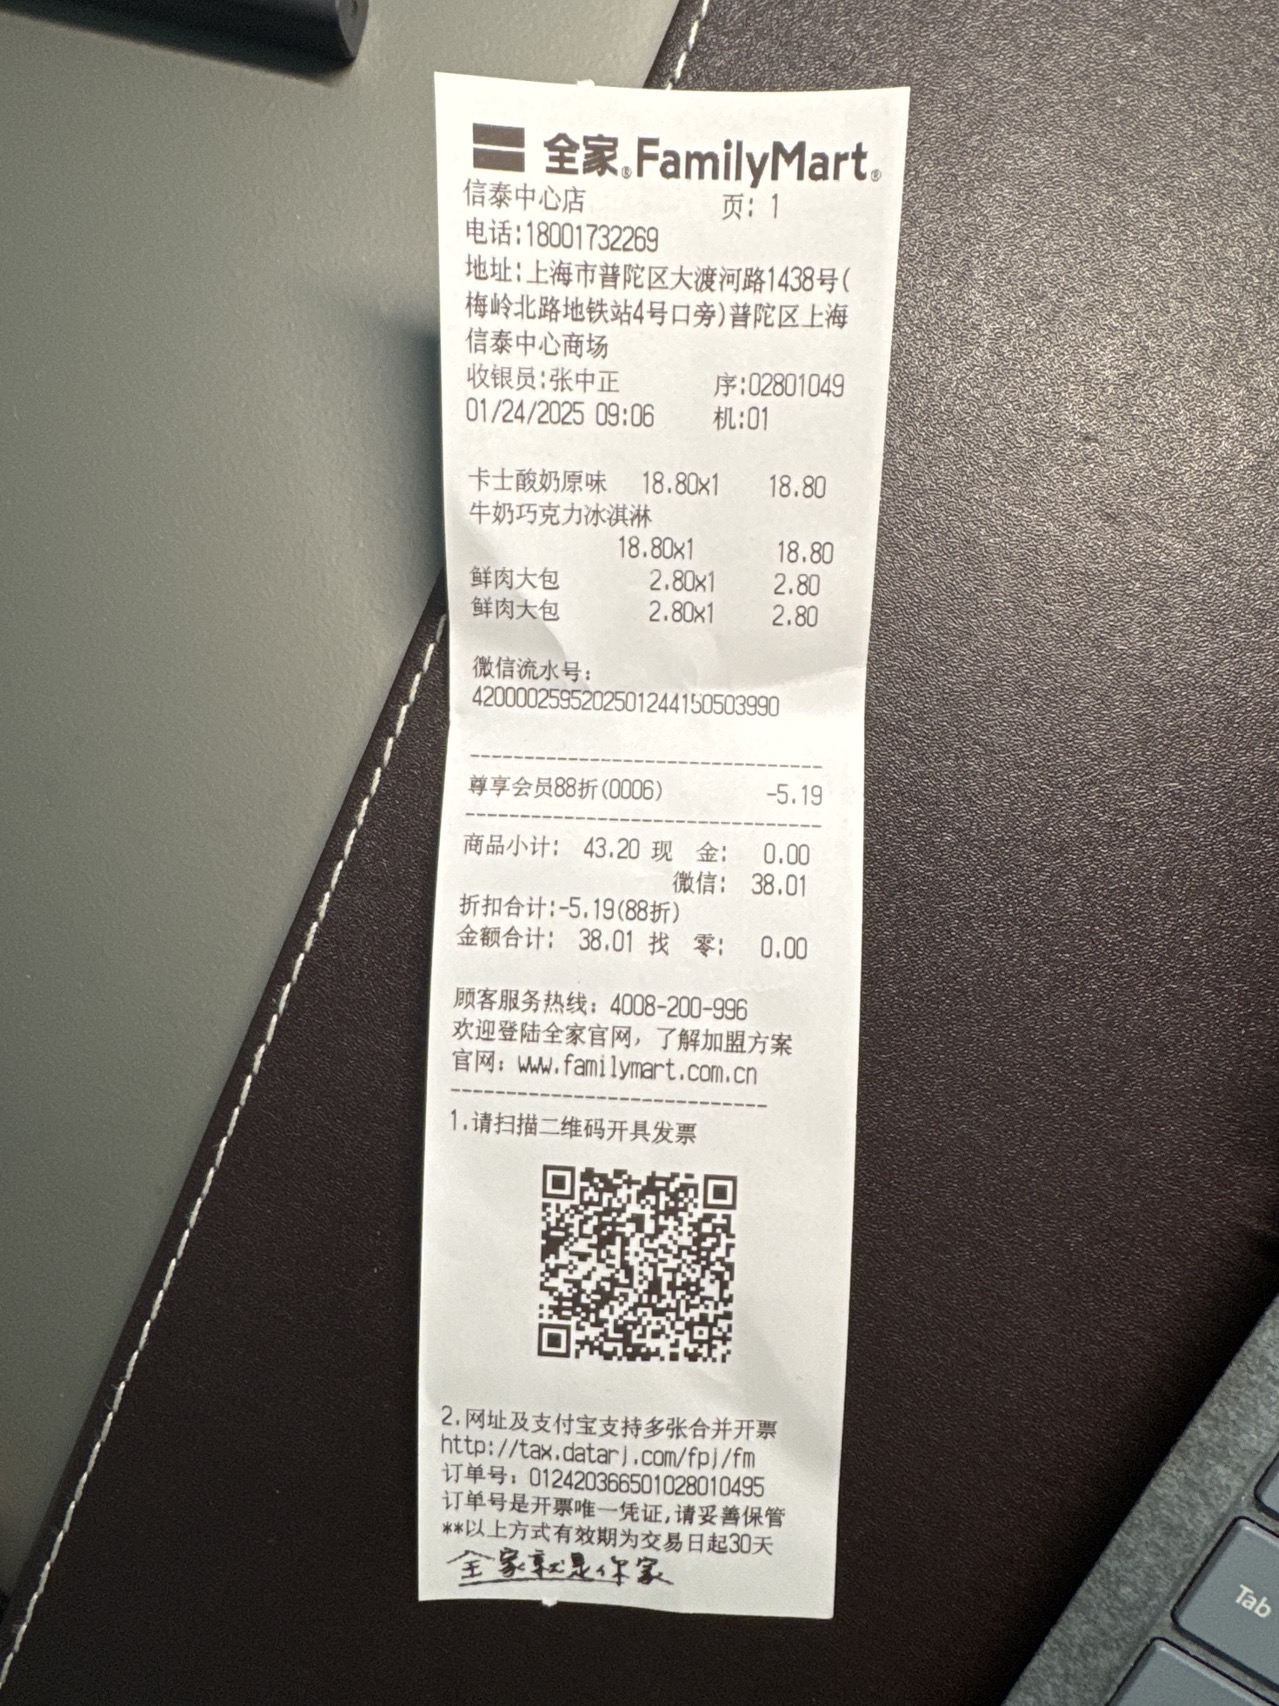 全家®FamilyMart®
信泰中心店 页: 1
电话:18001732269
地址:上海市普陀区大渡河路1438号(
梅岭北路地铁站4号口旁)普陀区上海
信泰中心商场
收银员:张中正 序:02801049
01/24/2025 09:06 机:01
卡士酸奶原味 18.80x1 18.80
牛奶巧克力冰淇淋
18.80x1 18.80
鲜肉大包 2.80x1 2.80
鲜肉大包 2.80x1 2.80
微信流水号:
4200002595202501244150503990
尊享会员88折(0006) -5.19
商品小计: 43.20 现 金: 0.00
微信: 38.01
折扣合计:-5.19(88折)
金额合计: 38.01 找 零: 0.00
顾客服务热线: 4008-200-996
欢迎登陆全家官网, 了解加盟方案
官网: www.familymart.com.cn
1.请扫描二维码开具发票
2.网址及支付宝支持多张合并开票
http://tax.datarj.com/fpj/fm
订单号: 012420366501028010495
订单号是开票唯一凭证,请妥善保管
**以上方式有效期为交易日起30天
全家就是你家
Tab